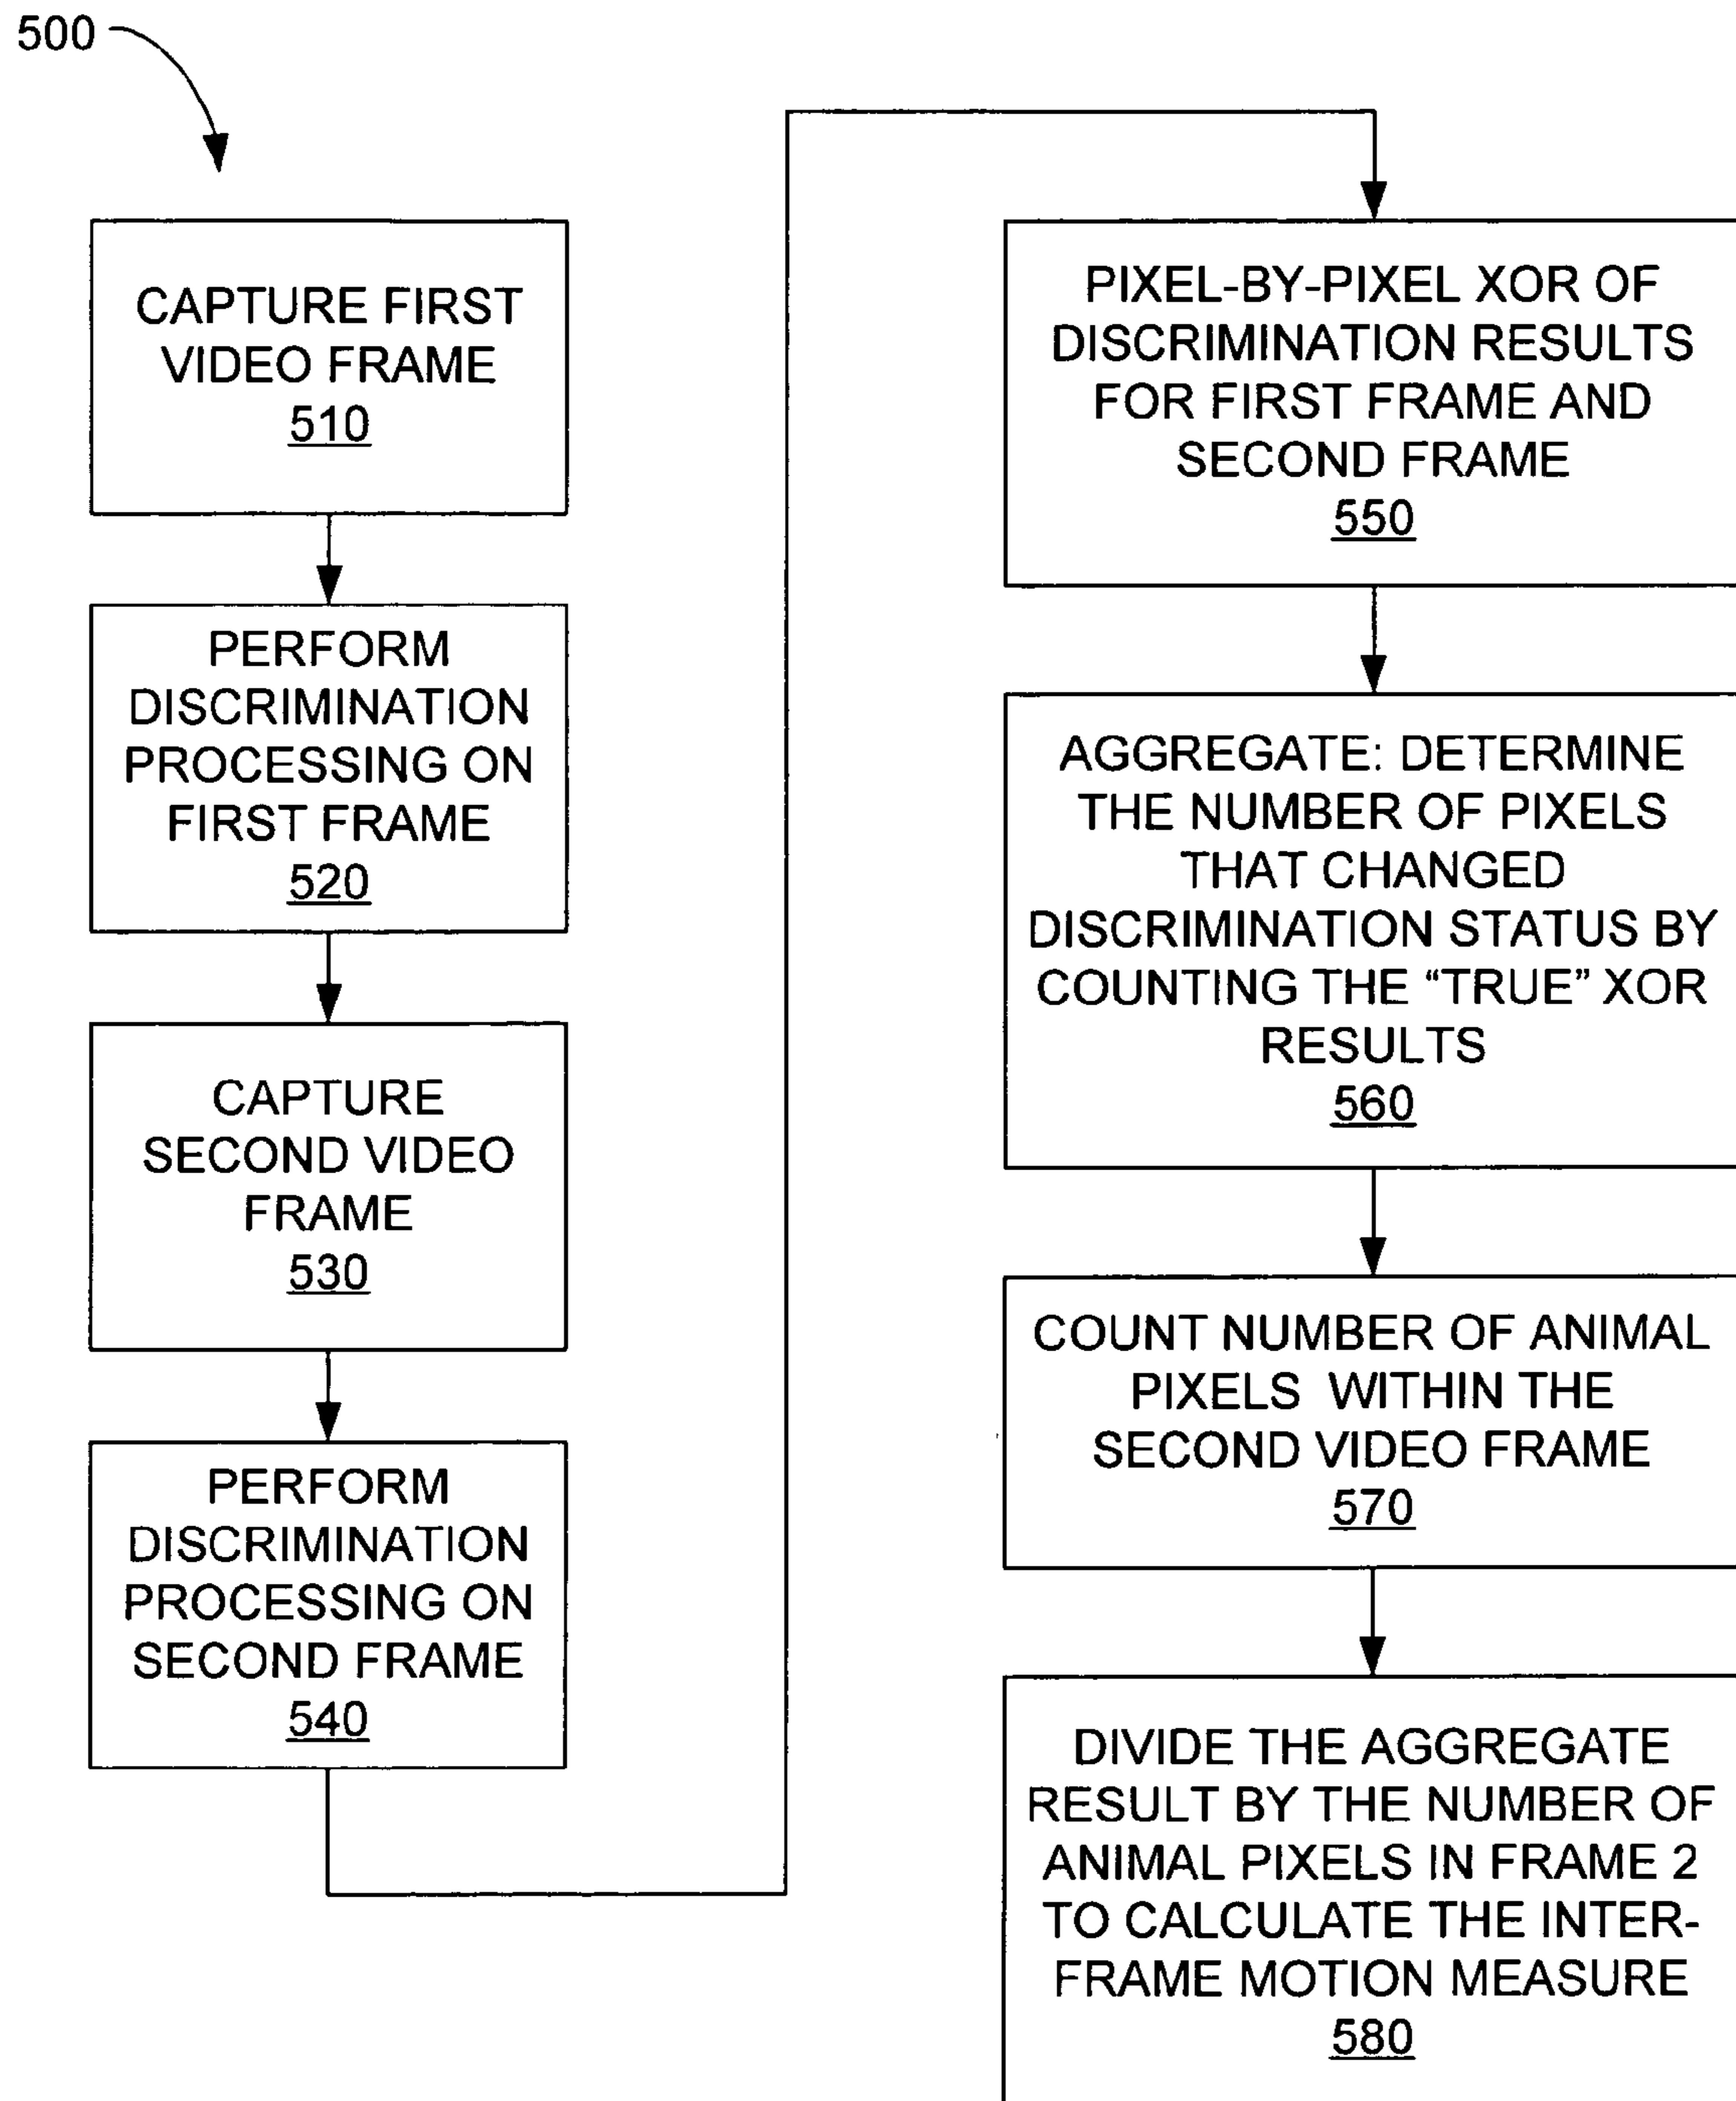 500
CAPTURE FIRST
VIDEO FRAME
510
PERFORM
DISCRIMINATION
PROCESSING ON
FIRST FRAME
520
CAPTURE
SECOND VIDEO
FRAME
530
PERFORM
DISCRIMINATION
PROCESSING ON
SECOND FRAME
540
PIXEL-BY-PIXEL XOR OF
DISCRIMINATION RESULTS
FOR FIRST FRAME AND
SECOND FRAME
550
AGGREGATE: DETERMINE
THE NUMBER OF PIXELS
THAT CHANGED
DISCRIMINATION STATUS BY
COUNTING THE “TRUE” XOR
RESULTS
560
COUNT NUMBER OF ANIMAL
PIXELS WITHIN THE
SECOND VIDEO FRAME
570
DIVIDE THE AGGREGATE
RESULT BY THE NUMBER OF
ANIMAL PIXELS IN FRAME 2
TO CALCULATE THE INTER-
FRAME MOTION MEASURE
580